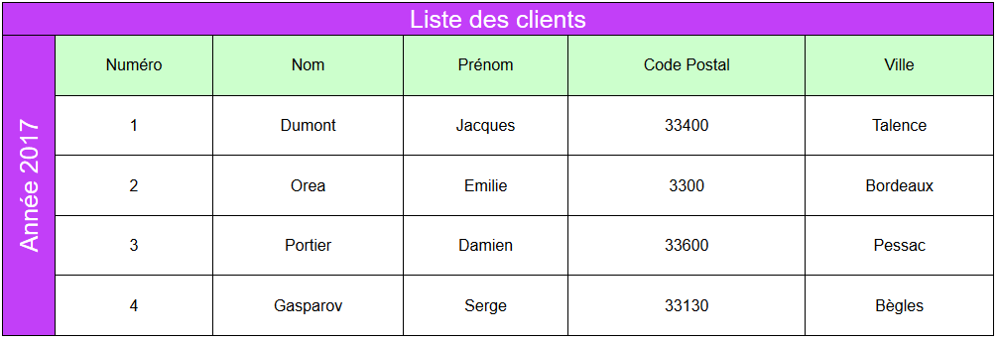 Liste des clients
Année 2017
Numéro Nom Prénom Code Postal Ville
1 Dumont Jacques 33400 Talence
2 Orea Emilie 3300 Bordeaux
3 Portier Damien 33600 Pessac
4 Gasparov Serge 33130 Bègles